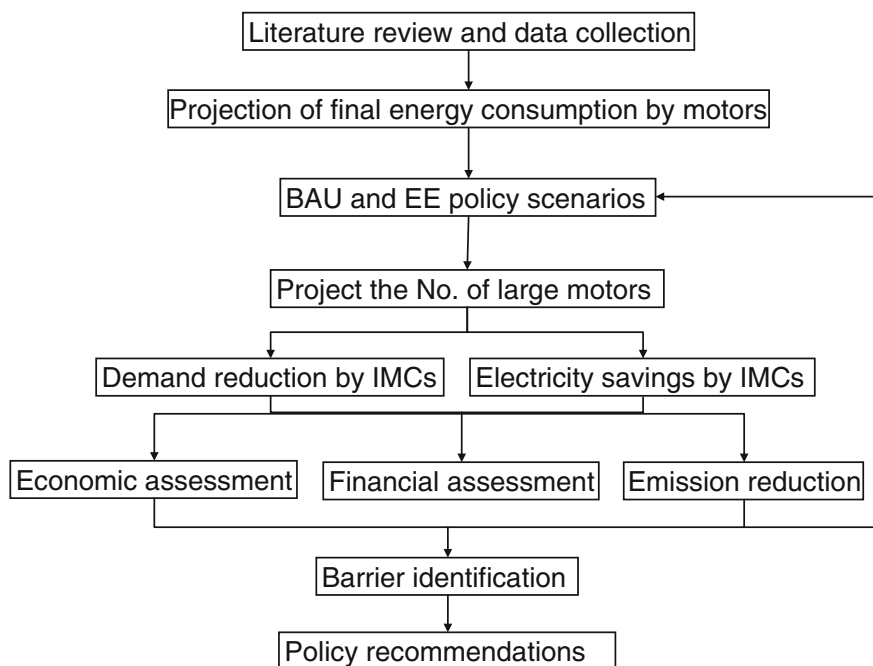 Literature review and data collection
Projection of final energy consumption by motors
BAU and EE policy scenarios
Project the No. of large motors
Demand reduction by IMCs
Electricity savings by IMCs
Economic assessment
Financial assessment
Emission reduction
Barrier identification
Policy recommendations